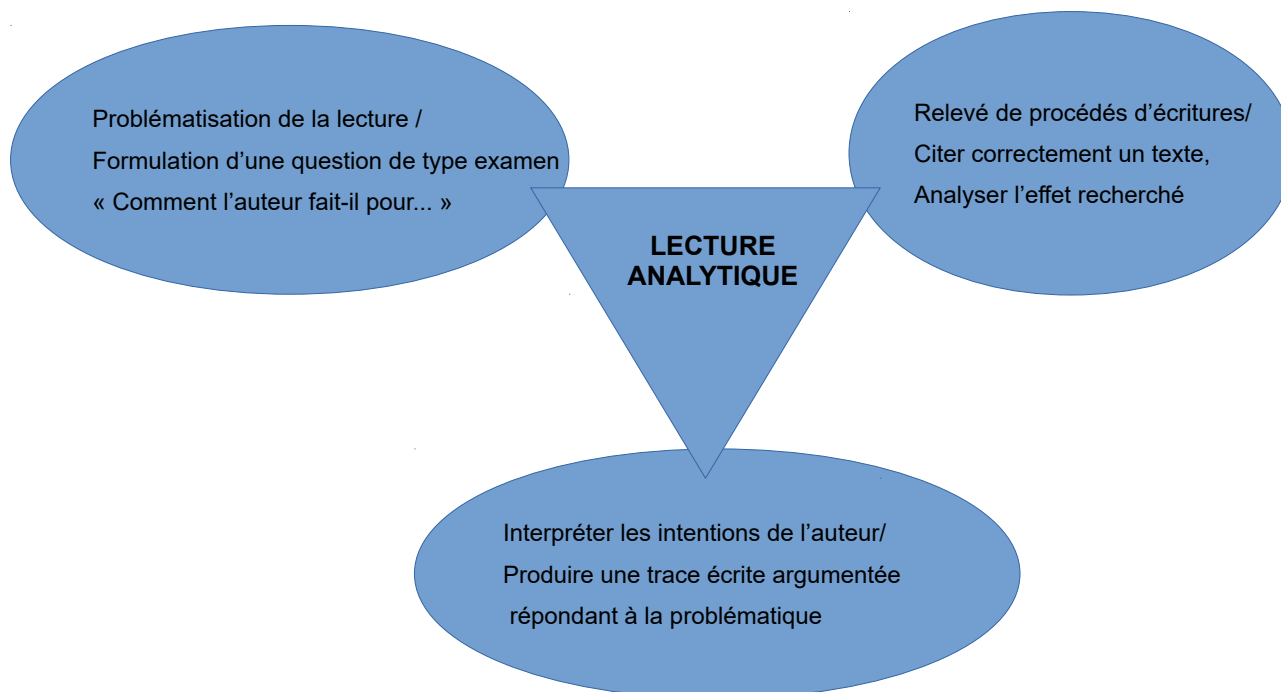 Problématisation de la lecture /
Formulation d’une question de type examen
« Comment l’auteur fait-il pour... »
Relevé de procédés d’écritures/
Citer correctement un texte,
Analyser l’effet recherché
LECTURE
ANALYTIQUE
Interpréter les intentions de l’auteur/
Produire une trace écrite argumentée
répondant à la problématique